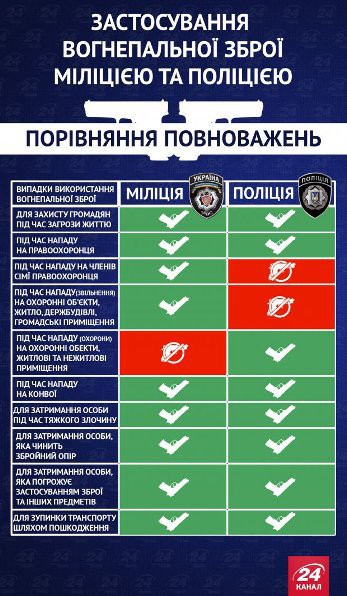 ЗАСТОСУВАННЯ
ВОГНЕПАЛЬНОЇ ЗБРОЇ
МІЛІЦІЄЮ ТА ПОЛІЦІЄЮ
ПОРІВНЯННЯ ПОВНОВАЖЕНЬ
ВИПАДКИ ВИКОРИСТАННЯ
ВОГНЕПАЛЬНОЇ ЗБРОЇ
МІЛІЦІЯ
УКРАЇНА
ПОЛІЦІЯ
ПОЛІЦІЯ
ДЛЯ ЗАХИСТУ ГРОМАДЯН
ПІД ЧАС ЗАГРОЗИ ЖИТТЮ
ПІД ЧАС НАПАДУ
НА ПРАВООХОРОНЦЯ
ПІД ЧАС НАПАДУ НА ЧЛЕНІВ
СІМ'Ї ПРАВООХОРОНЦЯ
ПІД ЧАС НАПАДУ (ЗВІЛЬНЕННЯ)
НА ОХОРОННІ ОБ'ЄКТИ,
ЖИТЛО, ДЕРЖБУДІВЛІ,
ГРОМАДСЬКІ ПРИМІЩЕННЯ
ПІД ЧАС НАПАДУ (ОХОРОНИ)
НА ОХОРОННІ ОБЕКТИ,
ЖИТЛОВІ ТА НЕЖИТЛОВІ
ПРИМІЩЕННЯ
ПІД ЧАС НАПАДУ
НА КОНВОЇ
ДЛЯ ЗАТРИМАННЯ ОСОБИ
ПІД ЧАС ТЯЖКОГО ЗЛОЧИНУ
ДЛЯ ЗАТРИМАННЯ ОСОБИ,
ЯКА ЧИНИТЬ
ЗБРОЙНИЙ ОПІР
ДЛЯ ЗАТРИМАННЯ ОСОБИ,
ЯКА ПОГРОЖУЄ
ЗАСТОСУВАННЯМ ЗБРОЇ
ТА ІНШИХ ПРЕДМЕТІВ
ДЛЯ ЗУПИНКИ ТРАНСПОРТУ
ШЛЯХОМ ПОШКОДЖЕННЯ
24
КАНАЛ